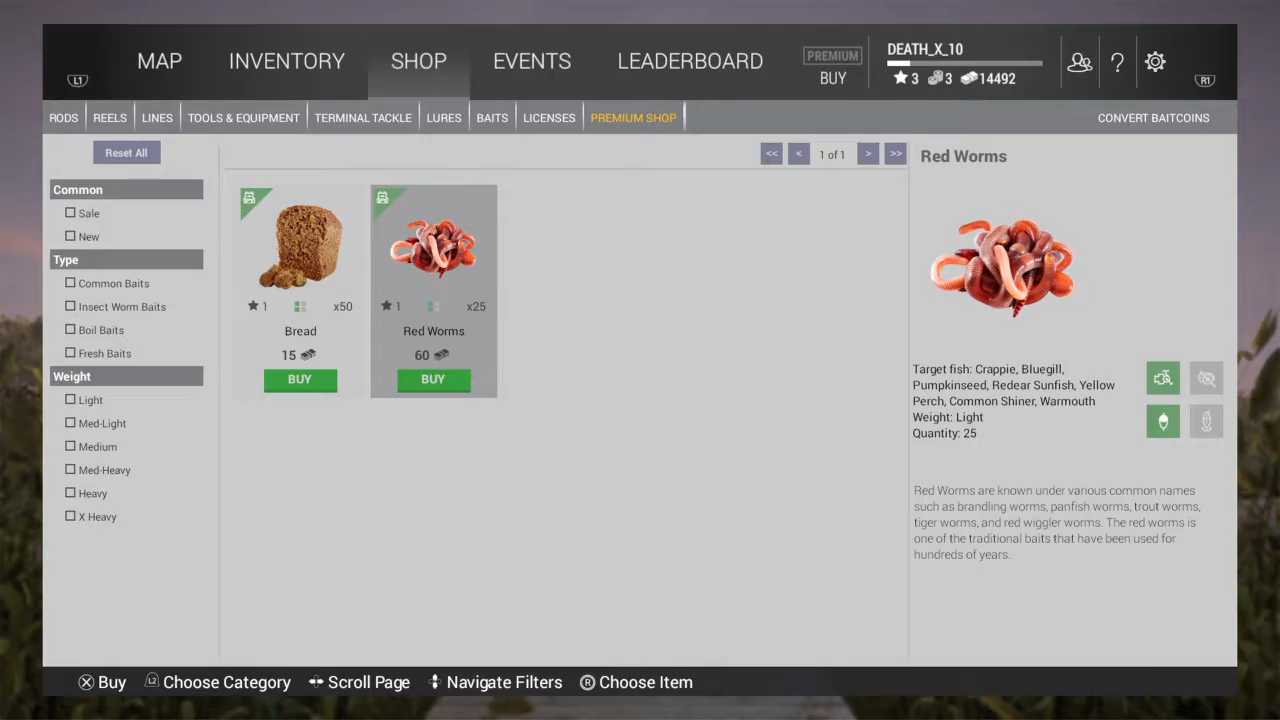 MAP
INVENTORY
SHOP
EVENTS
LEADERBOARD
PREMIUM
BUY
DEATH_X_10
3
3
14492
?
L1
R1
RODS
REELS
LINES
TOOLS & EQUIPMENT
TERMINAL TACKLE
LURES
BAITS
LICENSES
PREMIUM SHOP
CONVERT BAITCOINS
Reset All
Common
Sale
New
Type
Common Baits
Insect Worm Baits
Boil Baits
Fresh Baits
Weight
Light
Med-Light
Medium
Med-Heavy
Heavy
X Heavy
<<
<
1 of 1
>
>>
1
x50
Bread
15
BUY
1
x25
Red Worms
60
BUY
Red Worms
Target fish: Crappie, Bluegill,
Pumpkinseed, Redear Sunfish, Yellow
Perch, Common Shiner, Warmouth
Weight: Light
Quantity: 25
Red Worms are known under various common names
such as brandling worms, panfish worms, trout worms,
tiger worms, and red wiggler worms. The red worms is
one of the traditional baits that have been used for
hundreds of years.
Buy
L2 Choose Category
Scroll Page
Navigate Filters
R Choose Item